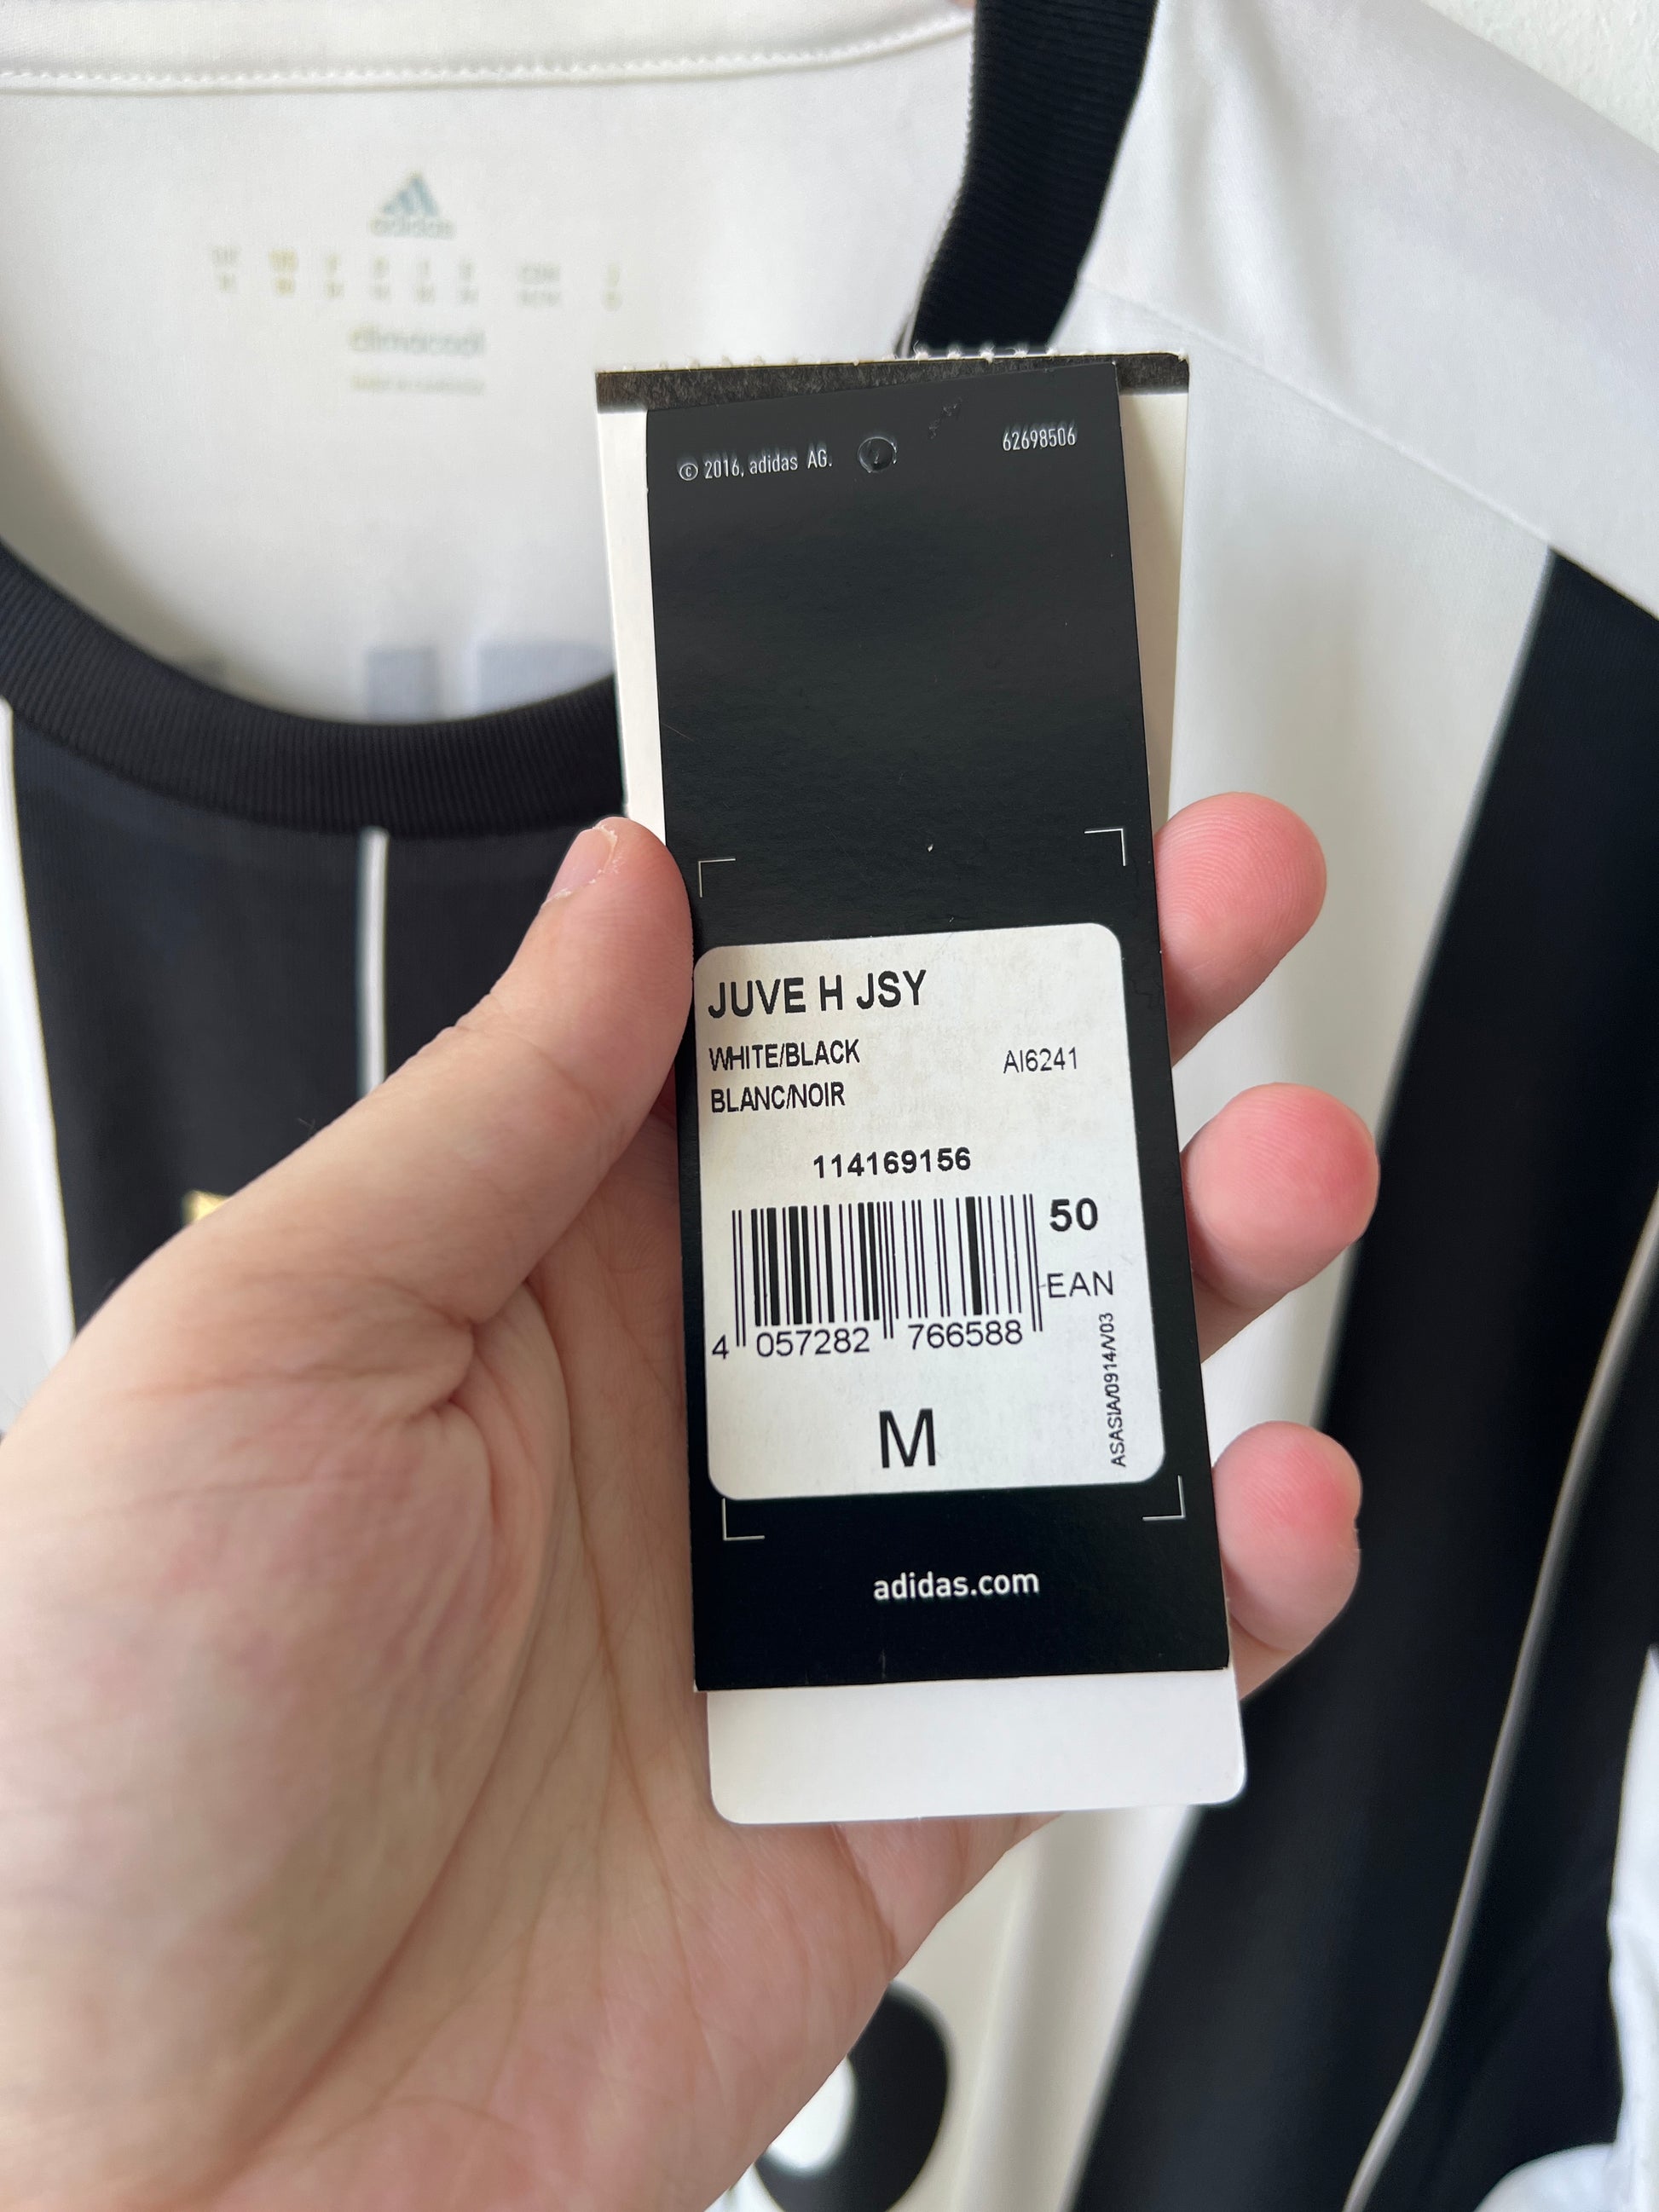 adidas
climacool
© 2016, adidas AG.
62698506
JUVE H JSY
WHITE/BLACK
AI6241
BLANC/NOIR
114169156
50
EAN
4 057282 766588
ASASIA/0914/V03
M
adidas.com